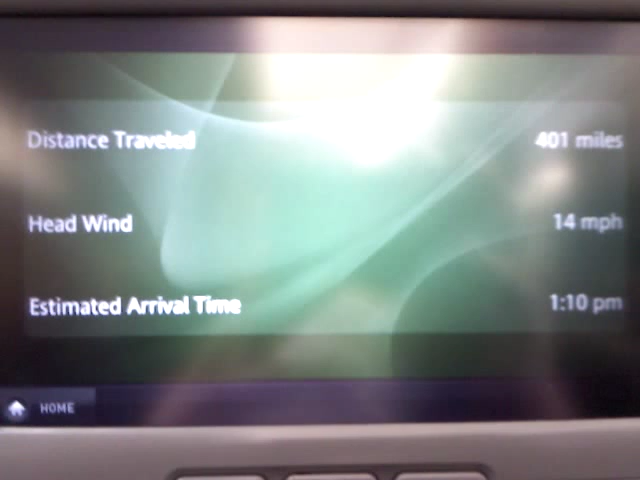 Distance Traveled 401 miles
Head Wind 14 mph
Estimated Arrival Time 1:10 pm
HOME